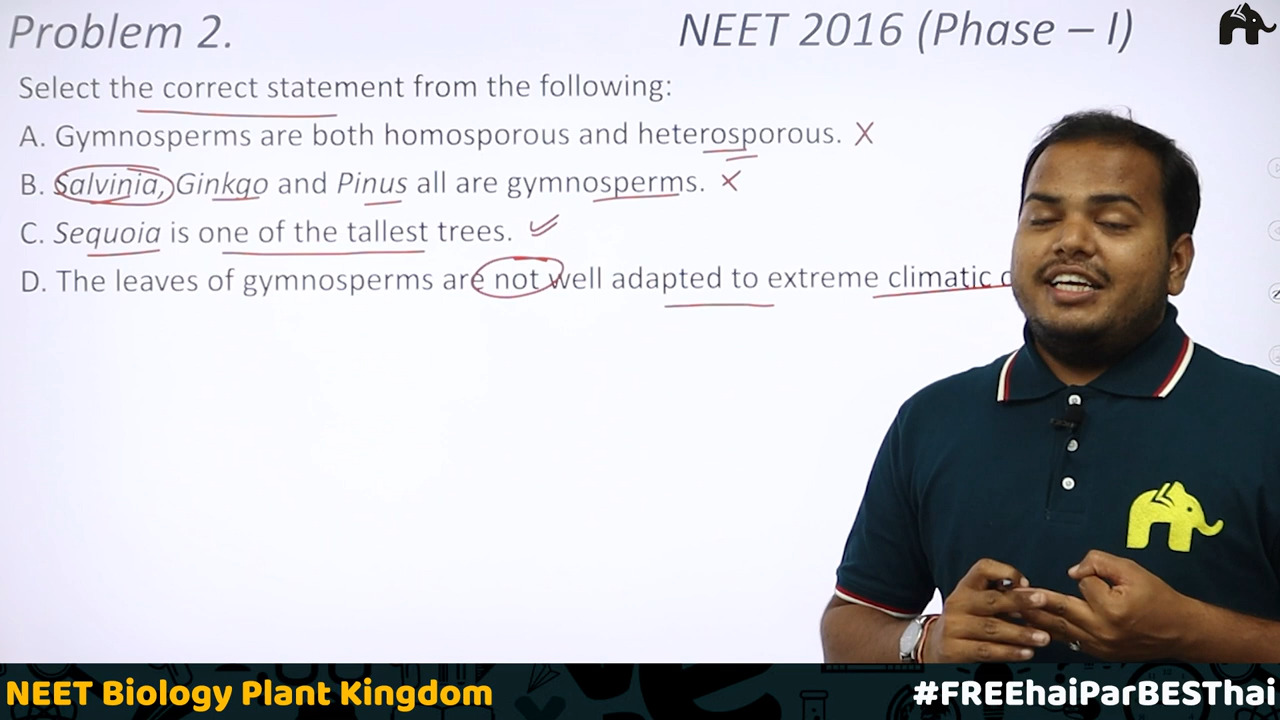 Problem 2.
NEET 2016 (Phase – I)
Select the correct statement from the following:
A. Gymnosperms are both homosporous and heterosporous. X
B. Salvinia, Ginkgo and Pinus all are gymnosperms. X
C. Sequoia is one of the tallest trees.
D. The leaves of gymnosperms are not well adapted to extreme climatic
NEET Biology Plant Kingdom
#FREEhaiParBESThai